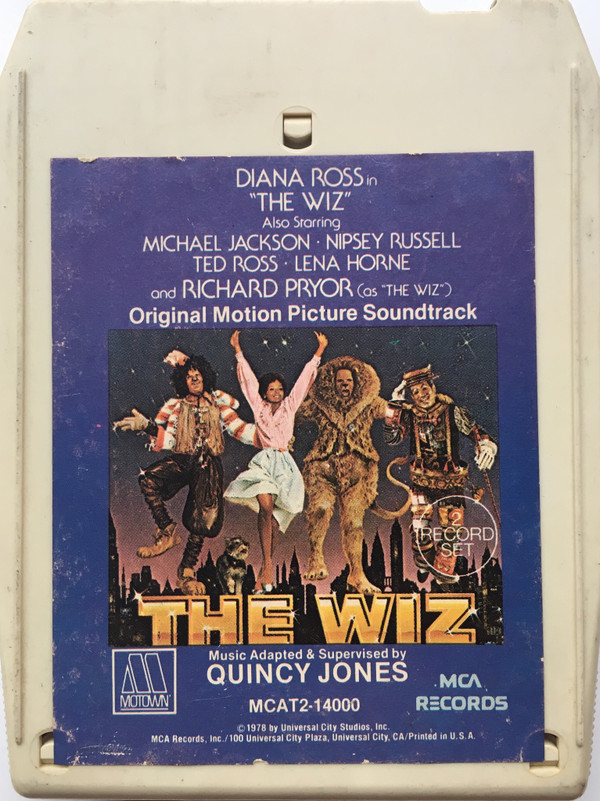 DIANA ROSS in
"THE WIZ"
Also Starring
MICHAEL JACKSON · NIPSEY RUSSELL
TED ROSS · LENA HORNE
and RICHARD PRYOR (as "THE WIZ")
Original Motion Picture Soundtrack
2
RECORD
SET
THE WIZ
Music Adapted & Supervised by
QUINCY JONES
MCAT2-14000
MOTOWN
MCA
RECORDS
© 1978 by Universal City Studios, Inc.
MCA Records, Inc./100 Universal City Plaza, Universal City, CA/Printed in U.S.A.